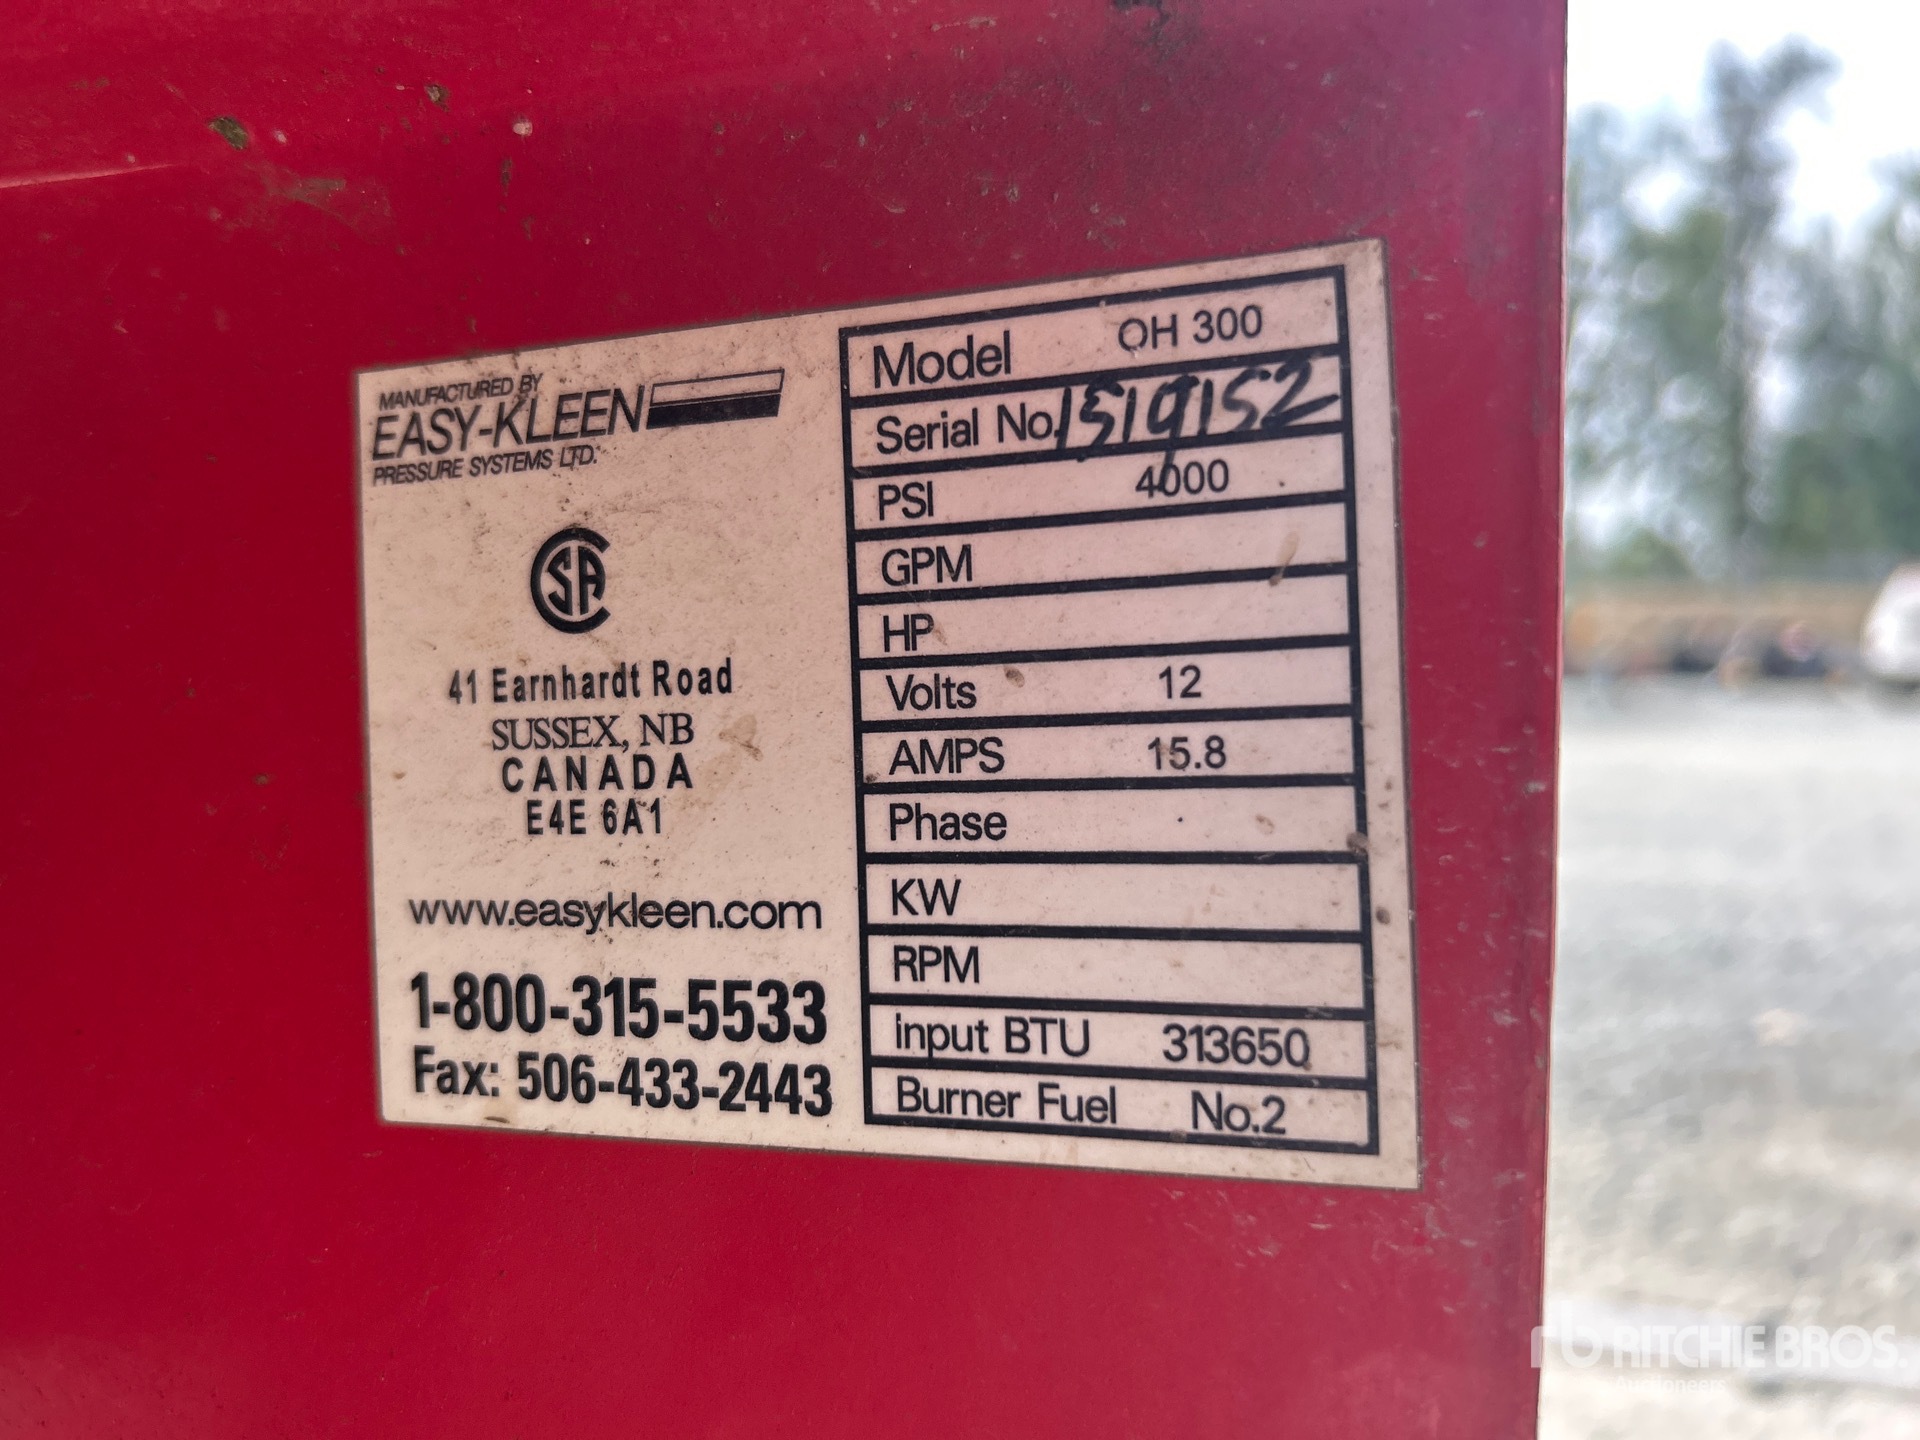 MANUFACTURED BY
EASY-KLEEN
PRESSURE SYSTEMS LTD.
CSA
41 Earnhardt Road
SUSSEX, NB
CANADA
E4E 6A1
www.easykleen.com
1-800-315-5533
Fax: 506-433-2443
Model OH 300
Serial No. 1519152
PSI 4000
GPM
HP
Volts 12
AMPS 15.8
Phase
KW
RPM
input BTU 313650
Burner Fuel No.2
rb RITCHIE BROS.
Auctioneers